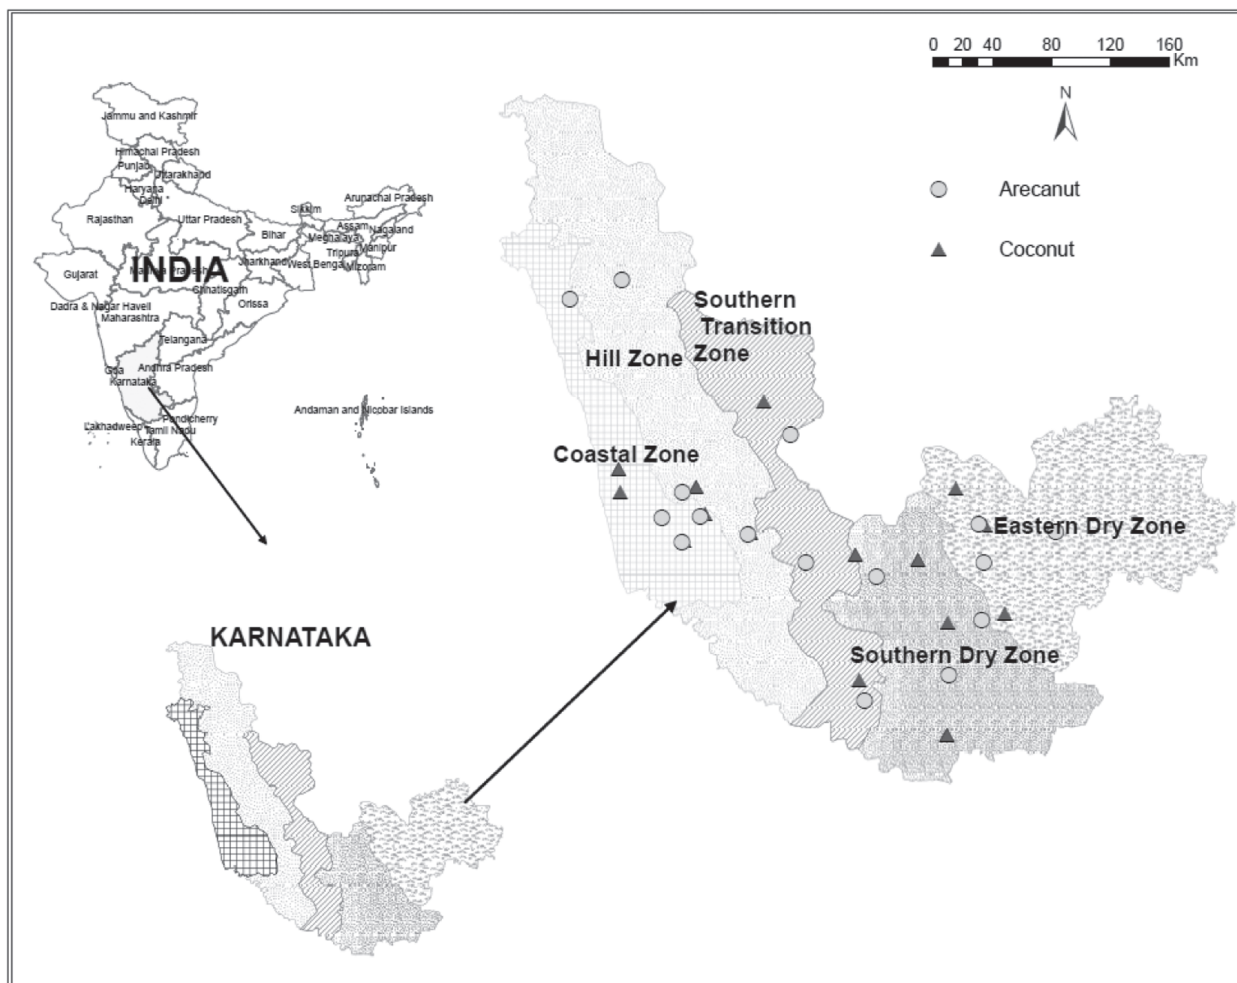 0 20 40 80 120 160
Km
N
Arecanut
Coconut
Jammu and Kashmir
Himachal Pradesh
Punjab
Uttarakhand
Haryana
Delhi
Rajasthan
Uttar Pradesh
Sikkim
Arunachal Pradesh
Assam
Nagaland
Bihar
Meghalaya
Manipur
Tripura
Jharkhand
West Benga
Mizoram
Gujarat
INDIA
Chhatisgarh
Orissa
Dadra & Nagar Haveli
Maharashtra
Telangana
Goa
Andhra Pradesh
Karnataka
Andaman and Nicobar Islands
Pondicherry
Lakhadweep
Tamil Nadu
Kerala
Southern
Transition
Zone
Hill Zone
Coastal Zone
Eastern Dry Zone
Southern Dry Zone
KARNATAKA